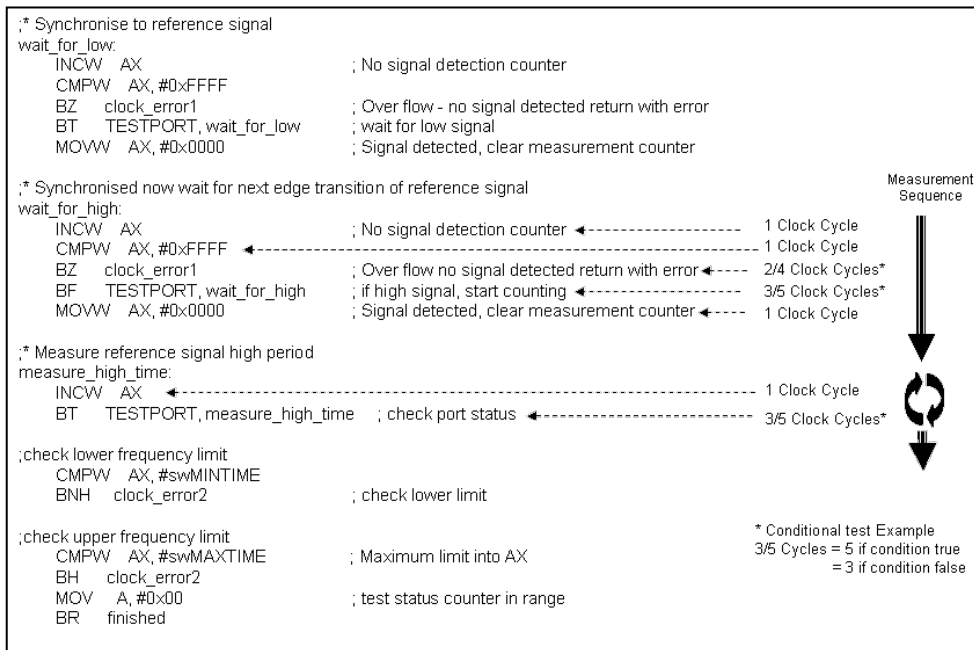 ;* Synchronise to reference signal
wait_for_low:
INCW AX ; No signal detection counter
CMPW AX, #0xFFFF
BZ clock_error1 ; Over flow - no signal detected return with error
BT TESTPORT, wait_for_low ; wait for low signal
MOVW AX, #0x0000 ; Signal detected, clear measurement counter
;* Synchronised now wait for next edge transition of reference signal
Measurement
Sequence
wait_for_high:
INCW AX ; No signal detection counter 1 Clock Cycle
CMPW AX, #0xFFFF 1 Clock Cycle
BZ clock_error1 ; Over flow no signal detected return with error 2/4 Clock Cycles*
BF TESTPORT, wait_for_high ; if high signal, start counting 3/5 Clock Cycles*
MOVW AX, #0x0000 ; Signal detected, clear measurement counter 1 Clock Cycle
;* Measure reference signal high period
measure_high_time:
INCW AX 1 Clock Cycle
BT TESTPORT, measure_high_time ; check port status 3/5 Clock Cycles*
;check lower frequency limit
CMPW AX, #swMINTIME
BNH clock_error2 ; check lower limit
;check upper frequency limit
CMPW AX, #swMAXTIME ; Maximum limit into AX
BH clock_error2
MOV A, #0x00 ; test status counter in range
BR finished
* Conditional test Example
3/5 Cycles = 5 if condition true
= 3 if condition false